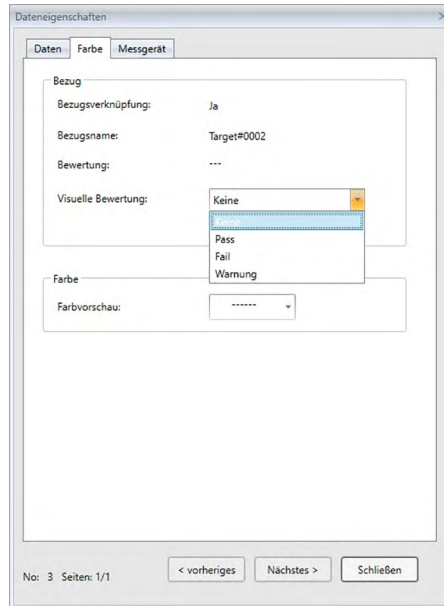 Dateneigenschaften
Daten Farbe Messgerät
Bezug
Bezugsverknüpfung: Ja
Bezugsname: Target#0002
Bewertung: ---
Visuelle Bewertung: Keine
Keine
Pass
Fail
Warnung
Farbe
Farbvorschau: ------
No: 3 Seiten: 1/1 < vorheriges Nächstes > Schließen